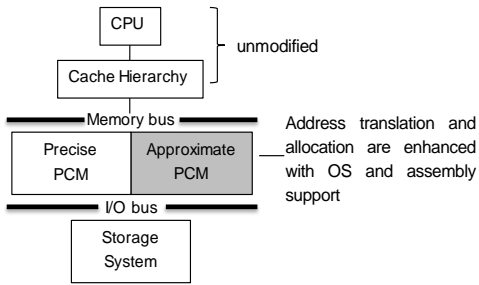 CPU
unmodified
Cache Hierarchy
Memory bus
Precise
PCM
Approximate
PCM
Address translation and
allocation are enhanced
with OS and assembly
support
I/O bus
Storage
System